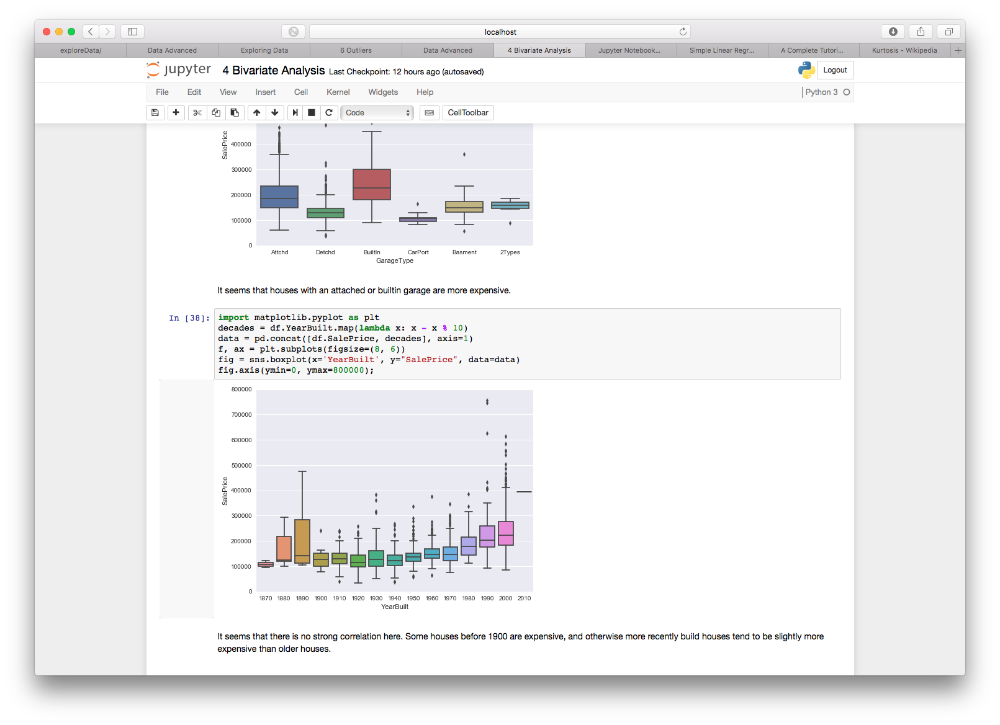 localhost
exploreData/
Data Advanced
Exploring Data
6 Outliers
Data Advanced
4 Bivariate Analysis
Jupyter Notebook...
Simple Linear Regr...
A Complete Tutori...
Kurtosis - Wikipedia
jupyter 4 Bivariate Analysis Last Checkpoint: 12 hours ago (autosaved)
Logout
File Edit View Insert Cell Kernel Widgets Help
Python 3
Code
CellToolbar
SalePrice
400000
300000
200000
100000
0
Attchd Detchd BuiltIn CarPort Basment 2Types
GarageType
It seems that houses with an attached or builtin garage are more expensive.
In [38]:
import matplotlib.pyplot as plt
decades = df.YearBuilt.map(lambda x: x - x % 10)
data = pd.concat([df.SalePrice, decades], axis=1)
f, ax = plt.subplots(figsize=(8, 6))
fig = sns.boxplot(x='YearBuilt', y="SalePrice", data=data)
fig.axis(ymin=0, ymax=800000);
800000
700000
600000
500000
400000
300000
200000
100000
0
SalePrice
1870 1880 1890 1900 1910 1920 1930 1940 1950 1960 1970 1980 1990 2000 2010
YearBuilt
It seems that there is no strong correlation here. Some houses before 1900 are expensive, and otherwise more recently build houses tend to be slightly more
expensive than older houses.